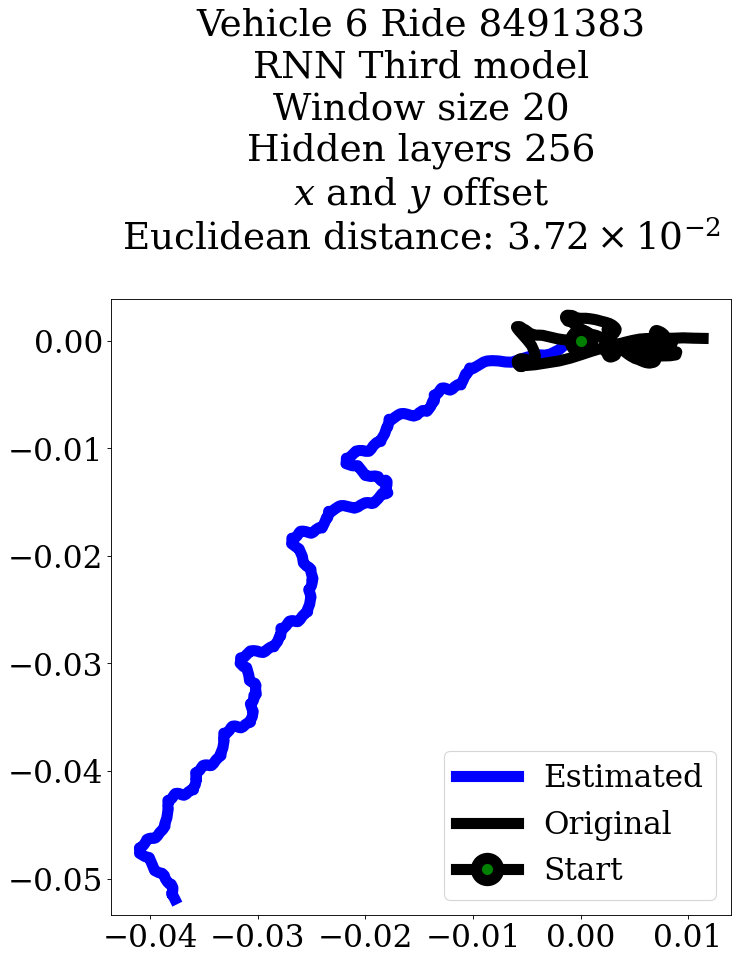 Vehicle 6 Ride 8491383
RNN Third model
Window size 20
Hidden layers 256
x and y offset
Euclidean distance: 3.72 × 10⁻²
0.00
−0.01
−0.02
−0.03
−0.04
−0.05
Estimated
Original
Start
−0.04 −0.03 −0.02 −0.01 0.00 0.01